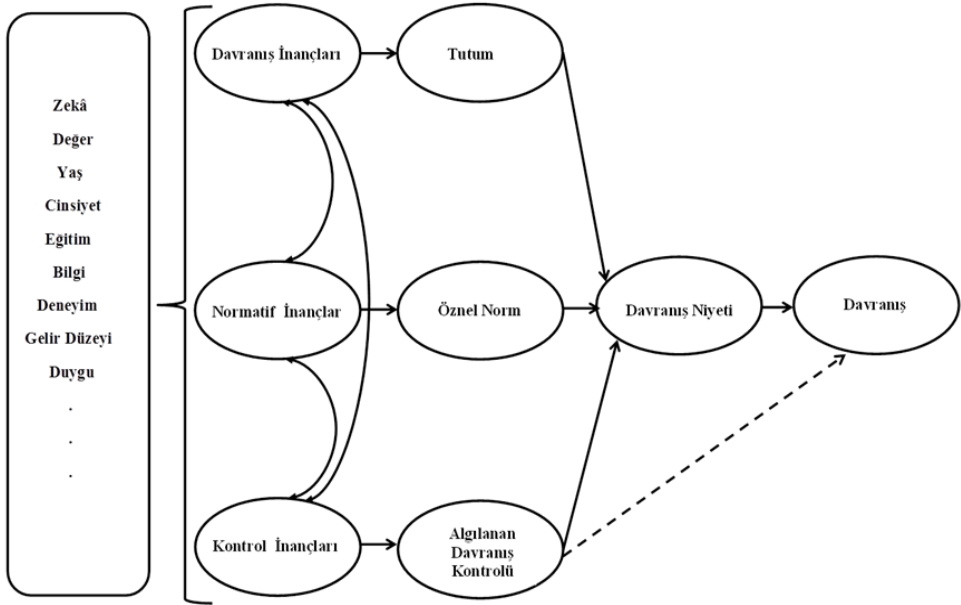 Zekâ
Değer
Yaş
Cinsiyet
Eğitim
Bilgi
Deneyim
Gelir Düzeyi
Duygu
.
.
.
Davranış İnançları
Tutum
Normatif İnançlar
Öznel Norm
Davranış Niyeti
Davranış
Kontrol İnançları
Algılanan
Davranış
Kontrolü